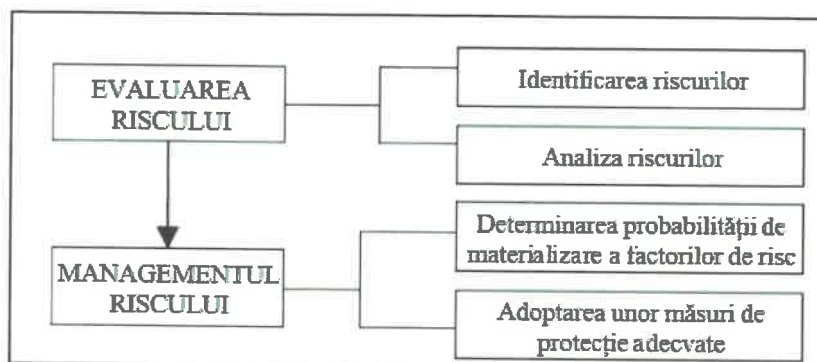 EVALUAREA
RISCULUI
Identificarea riscurilor
Analiza riscurilor
MANAGEMENTUL
RISCULUI
Determinarea probabilității de
materializare a factorilor de risc
Adoptarea unor măsuri de
protecție adecvate